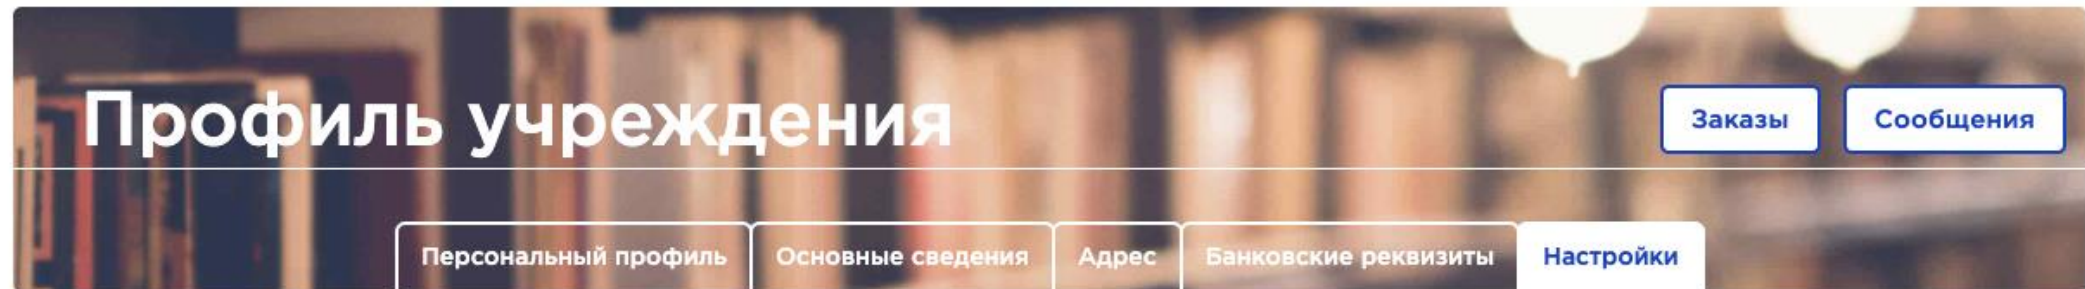 Профиль учреждения
Заказы
Сообщения
Персональный профиль
Основные сведения
Адрес
Банковские реквизиты
Настройки